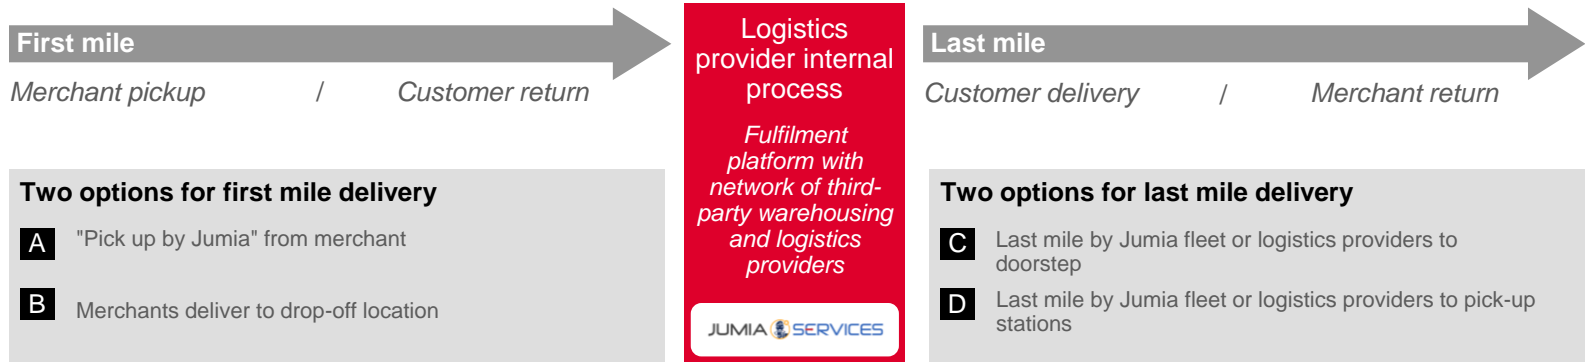 First mile
Merchant pickup / Customer return
Two options for first mile delivery
A "Pick up by Jumia" from merchant
B Merchants deliver to drop-off location
Logistics
provider internal
process
Fulfilment
platform with
network of third-
party warehousing
and logistics
providers
JUMIA SERVICES
Last mile
Customer delivery / Merchant return
Two options for last mile delivery
C Last mile by Jumia fleet or logistics providers to
doorstep
D Last mile by Jumia fleet or logistics providers to pick-up
stations